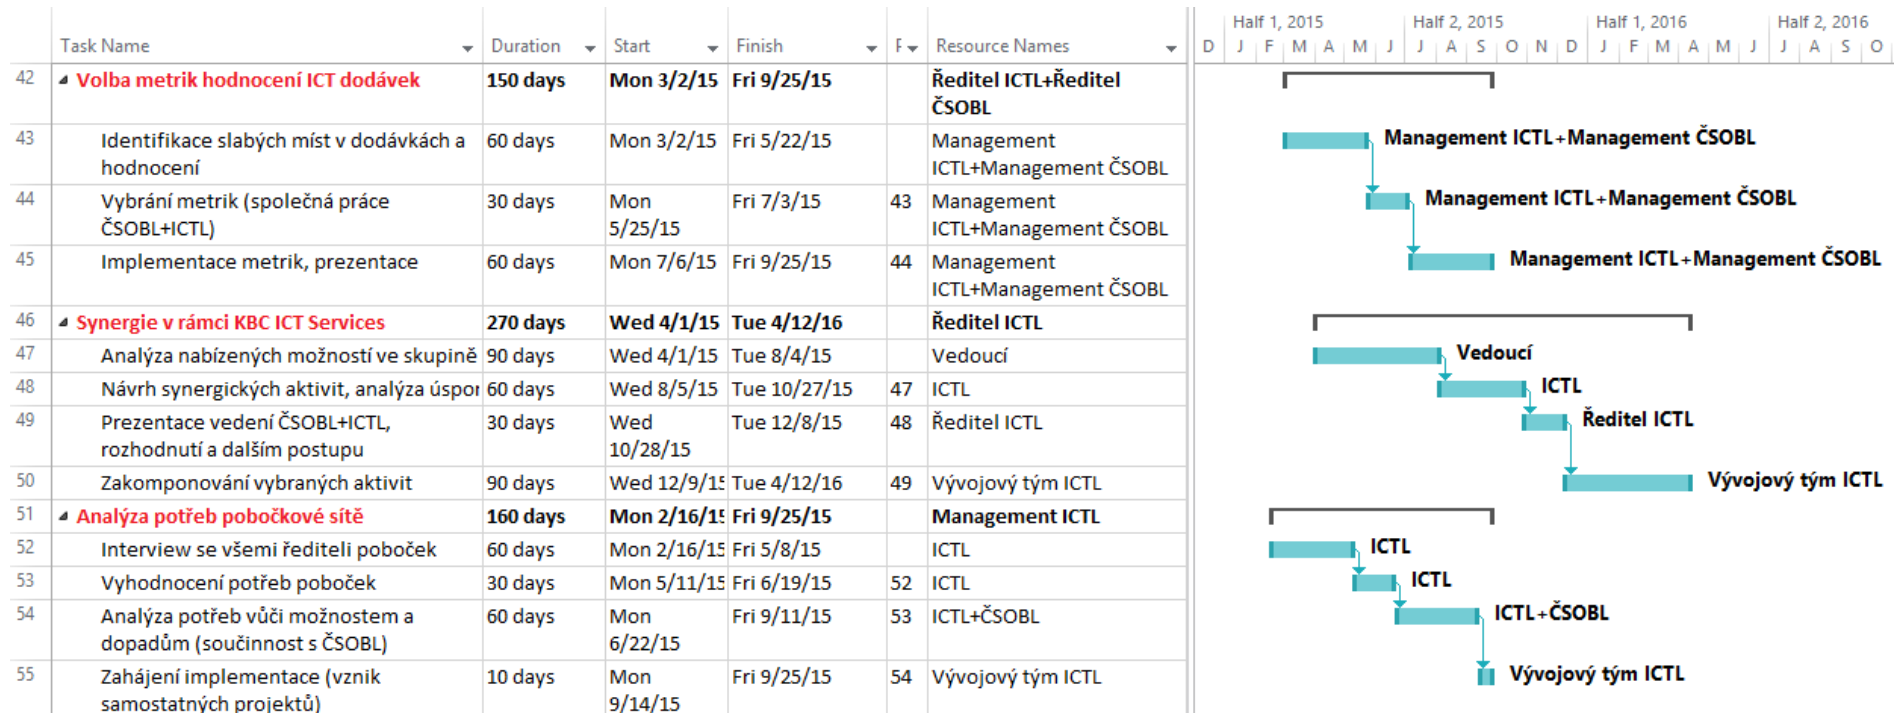 Half 1, 2015 Half 2, 2015 Half 1, 2016 Half 2, 2016
Task Name Duration Start Finish Resource Names D J F M A M J J A S O N D J F M A M J J A S O
42 Volba metrik hodnocení ICT dodávek 150 days Mon 3/2/15 Fri 9/25/15 Ředitel ICTL+Ředitel
ČSOBL
43 Identifikace slabých míst v dodávkách a 60 days Mon 3/2/15 Fri 5/22/15 Management Management ICTL+Management ČSOBL
hodnocení ICTL+Management ČSOBL
44 Vybrání metrik (společná práce 30 days Mon Fri 7/3/15 43 Management Management ICTL+Management ČSOBL
ČSOBL+ICTL) 5/25/15 ICTL+Management ČSOBL
45 Implementace metrik, prezentace 60 days Mon 7/6/15 Fri 9/25/15 44 Management Management ICTL+Management ČSOBL
ICTL+Management ČSOBL
46 Synergie v rámci KBC ICT Services 270 days Wed 4/1/15 Tue 4/12/16 Ředitel ICTL
47 Analýza nabízených možností ve skupině 90 days Wed 4/1/15 Tue 8/4/15 Vedoucí Vedoucí
48 Návrh synergických aktivit, analýza úspor 60 days Wed 8/5/15 Tue 10/27/15 47 ICTL ICTL
49 Prezentace vedení ČSOBL+ICTL, 30 days Wed Tue 12/8/15 48 Ředitel ICTL Ředitel ICTL
rozhodnutí a dalším postupu 10/28/15
50 Zakomponování vybraných aktivit 90 days Wed 12/9/15 Tue 4/12/16 49 Vývojový tým ICTL Vývojový tým ICTL
51 Analýza potřeb pobočkové sítě 160 days Mon 2/16/15 Fri 9/25/15 Management ICTL
52 Interview se všemi řediteli poboček 60 days Mon 2/16/15 Fri 5/8/15 ICTL ICTL
53 Vyhodnocení potřeb poboček 30 days Mon 5/11/15 Fri 6/19/15 52 ICTL ICTL
54 Analýza potřeb vůči možnostem a 60 days Mon Fri 9/11/15 53 ICTL+ČSOBL ICTL+ČSOBL
dopadům (součinnost s ČSOBL) 6/22/15
55 Zahájení implementace (vznik 10 days Mon Fri 9/25/15 54 Vývojový tým ICTL Vývojový tým ICTL
samostatných projektů) 9/14/15